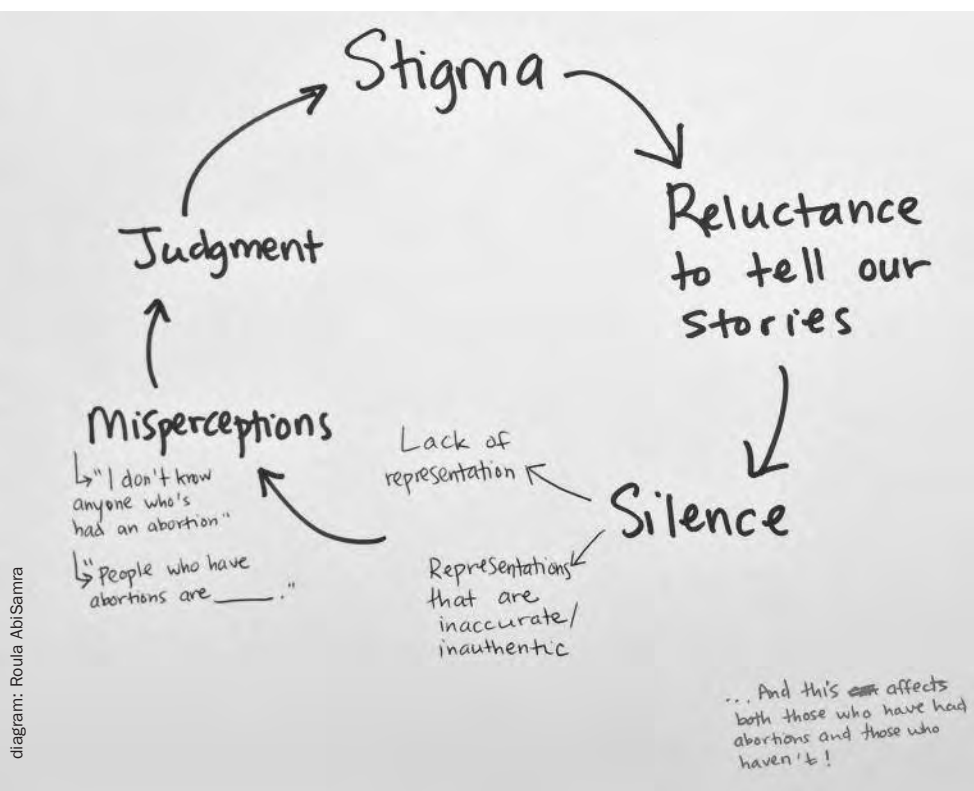 Stigma
Reluctance
to tell our
stories
Silence
Lack of
representation
Representations
that are
inaccurate/
inauthentic
Misperceptions
"I don't know
anyone who's
had an abortion"
"People who have
abortions are ____."
Judgment
... And this affects
both those who have had
abortions and those who
haven't!
diagram: Roula AbiSamra